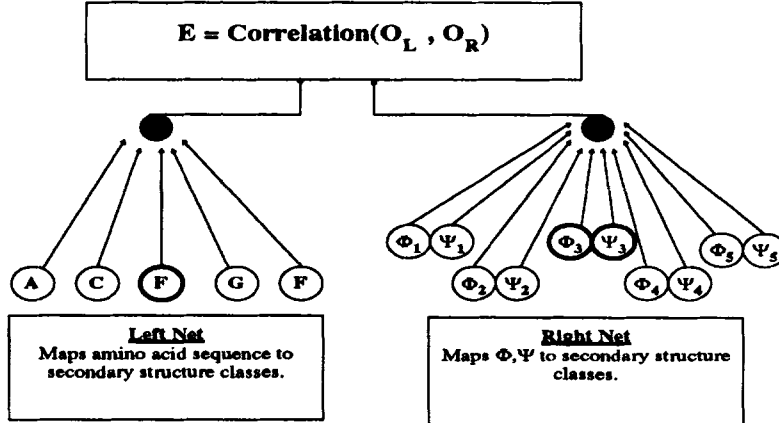 E = Correlation(O_L , O_R)
Φ1 Ψ1 Φ3 Ψ3 Φ5 Ψ5
A C F G F Φ2 Ψ2 Φ4 Ψ4
Left Net
Maps amino acid sequence to
secondary structure classes.
Right Net
Maps Φ,Ψ to secondary structure
classes.